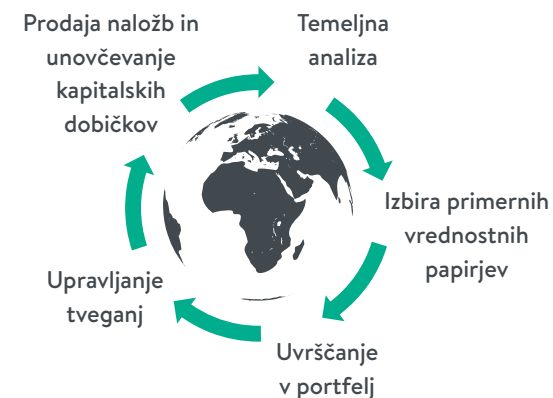 Prodaja naložb in
unovčevanje
kapitalskih
dobičkov
Temeljna
analiza
Izbira primernih
vrednostnih
papirjev
Uvrščanje
v portfelj
Upravljanje
tveganj